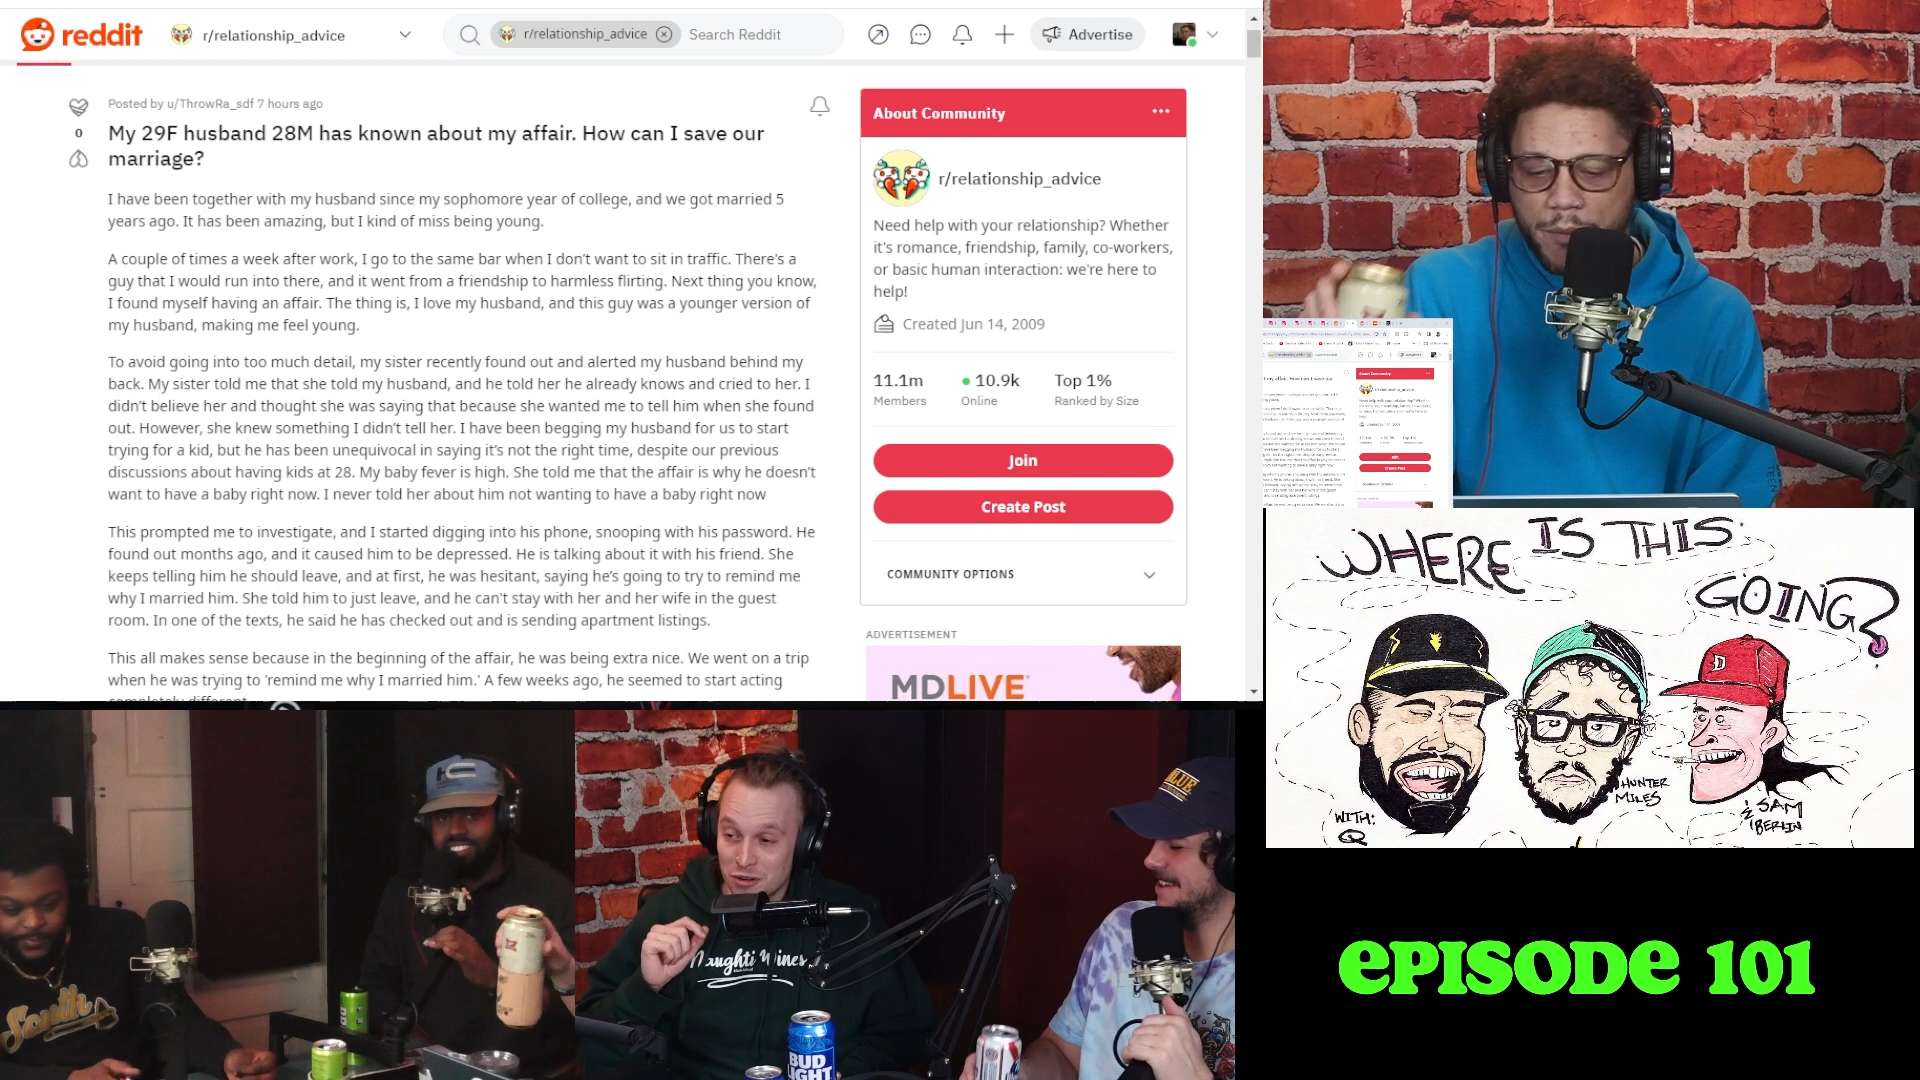 reddit
r/relationship_advice
r/relationship_advice
Search Reddit
Advertise
Posted by u/ThrowRa_sdf 7 hours ago
0
My 29F husband 28M has known about my affair. How can I save our
marriage?
I have been together with my husband since my sophomore year of college, and we got married 5
years ago. It has been amazing, but I kind of miss being young.
A couple of times a week after work, I go to the same bar when I don't want to sit in traffic. There's a
guy that I would run into there, and it went from a friendship to harmless flirting. Next thing you know,
I found myself having an affair. The thing is, I love my husband, and this guy was a younger version of
my husband, making me feel young.
To avoid going into too much detail, my sister recently found out and alerted my husband behind my
back. My sister told me that she told my husband, and he told her he already knows and cried to her. I
didn't believe her and thought she was saying that because she wanted me to tell him when she found
out. However, she knew something I didn't tell her. I have been begging my husband for us to start
trying for a kid, but he has been unequivocal in saying it's not the right time, despite our previous
discussions about having kids at 28. My baby fever is high. She told me that the affair is why he doesn't
want to have a baby right now. I never told her about him not wanting to have a baby right now
This prompted me to investigate, and I started digging into his phone, snooping with his password. He
found out months ago, and it caused him to be depressed. He is talking about it with his friend. She
keeps telling him he should leave, and at first, he was hesitant, saying he's going to try to remind me
why I married him. She told him to just leave, and he can't stay with her and her wife in the guest
room. In one of the texts, he said he has checked out and is sending apartment listings.
This all makes sense because in the beginning of the affair, he was being extra nice. We went on a trip
when he was trying to 'remind me why I married him.' A few weeks ago, he seemed to start acting
completely different
About Community
r/relationship_advice
Need help with your relationship? Whether
it's romance, friendship, family, co-workers,
or basic human interaction: we're here to
help!
Created Jun 14, 2009
11.1m
10.9k
Top 1%
Members
Online
Ranked by Size
Join
Create Post
COMMUNITY OPTIONS
ADVERTISEMENT
MDLIVE
WHERE IS THIS
GOING?
D
WITH:
Q
HUNTER
MILES
& SAM
BERLIN
EPISODE 101
South
Naughti Wines
BUD
LIGHT